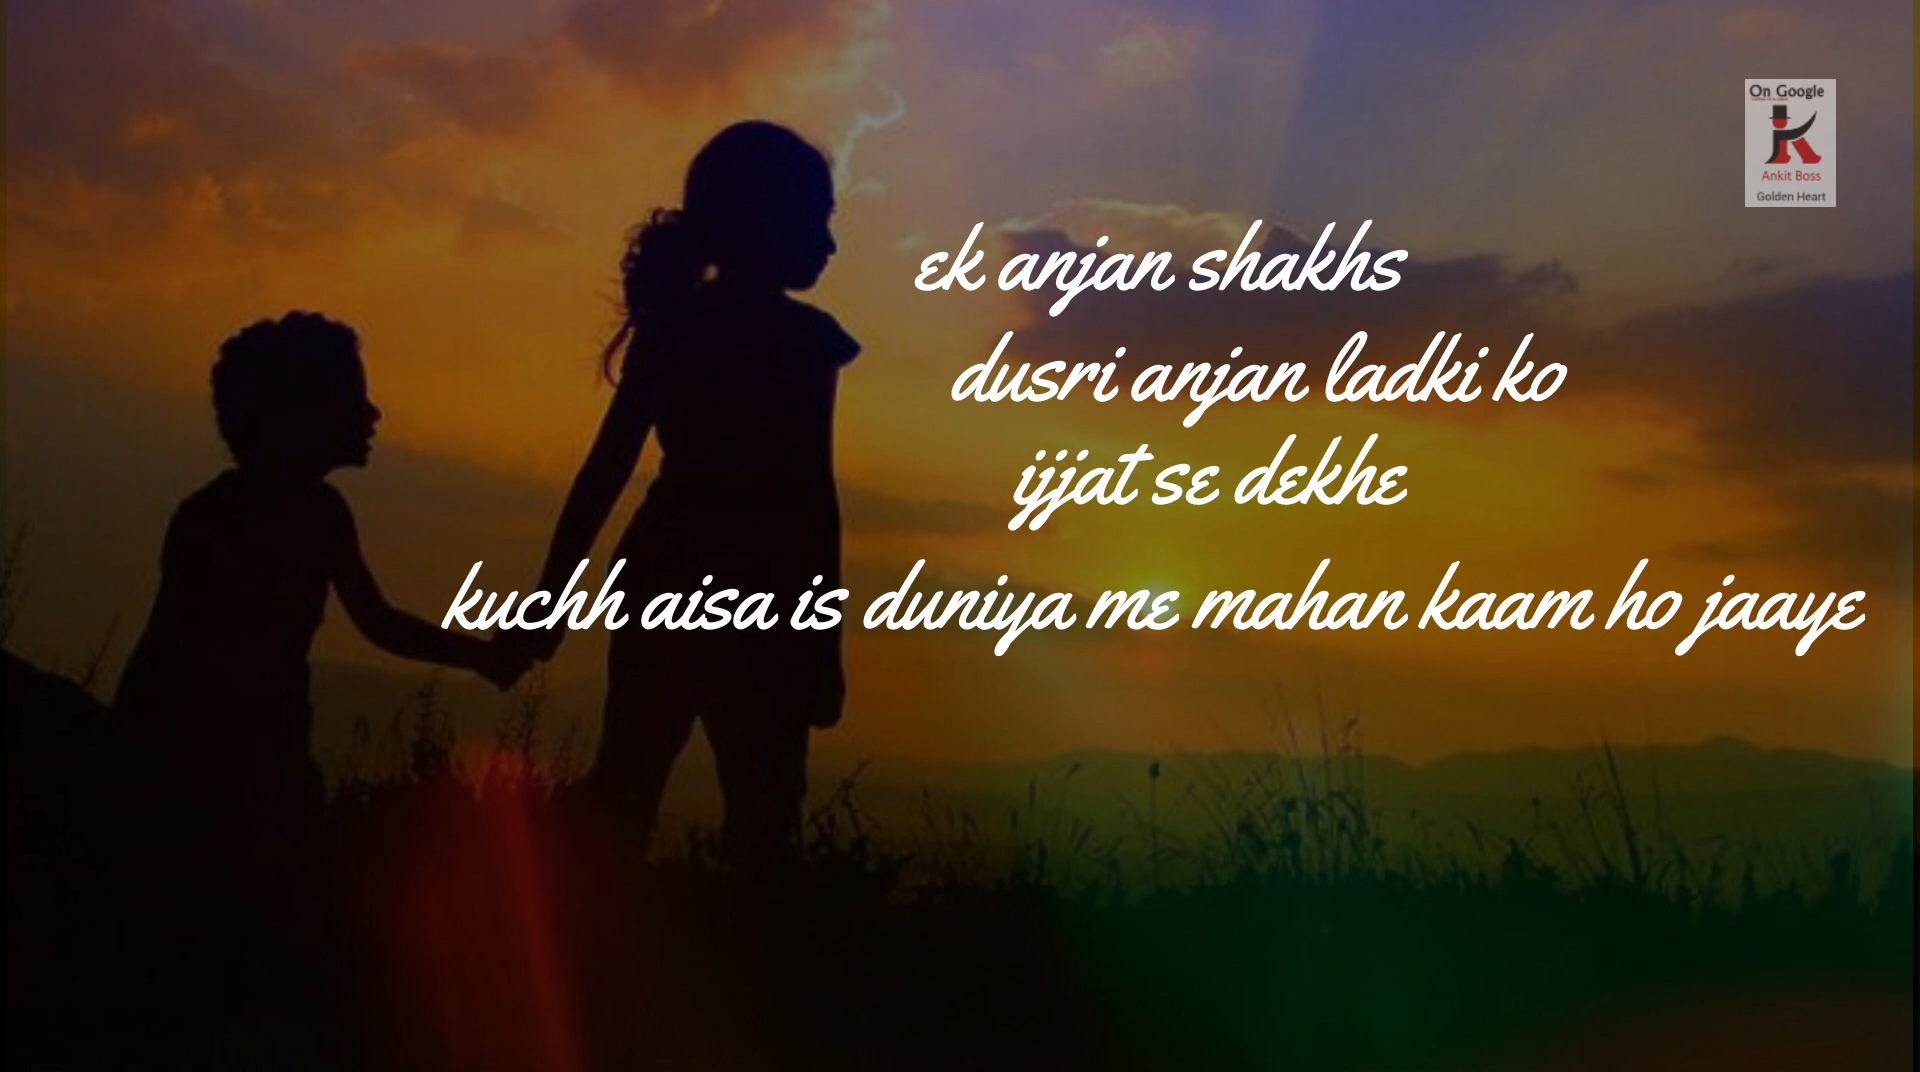 On Google
Ankit Boss
Golden Heart
ek anjan shakhs
dusri anjan ladki ko
ijjat se dekhe
kuchh aisa is duniya me mahan kaam ho jaaye